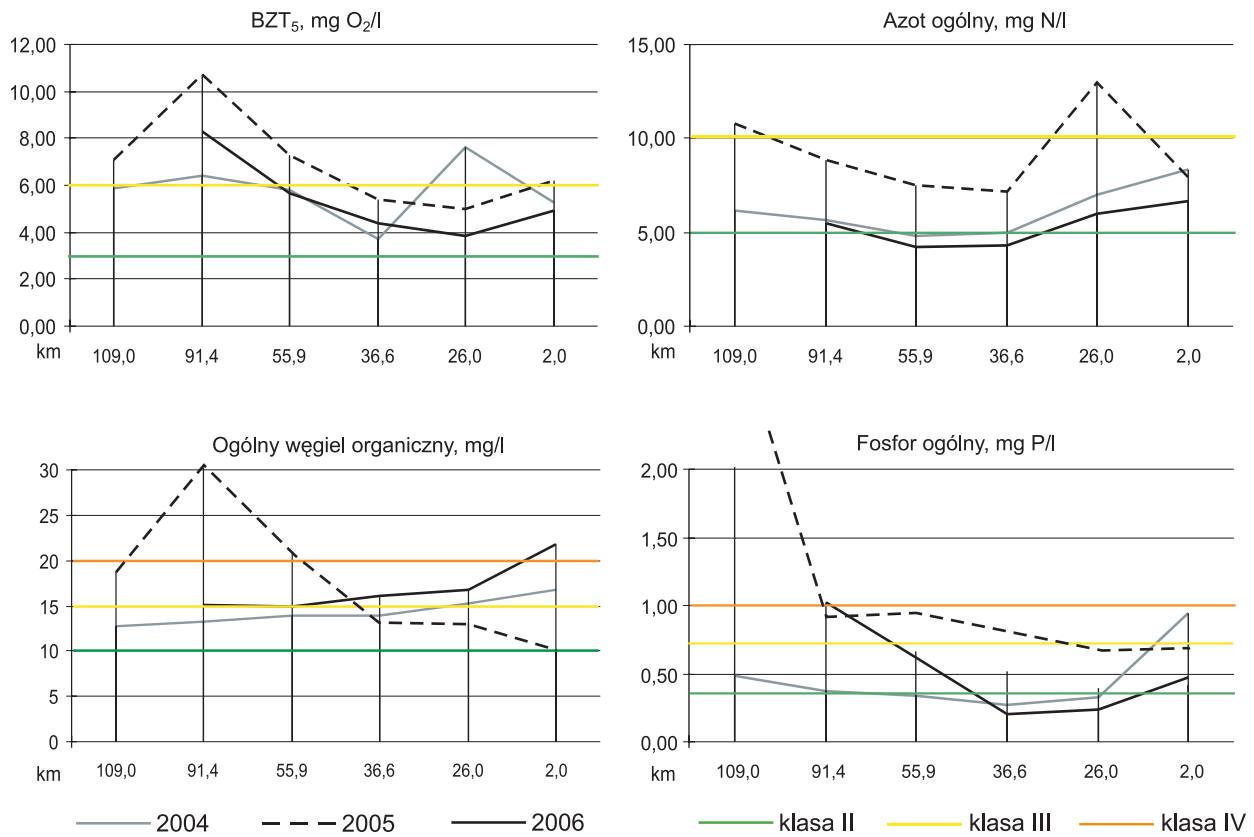 BZT₅, mg O₂/l
12,00
10,00
8,00
6,00
4,00
2,00
0,00
km
109,0 91,4 55,9 36,6 26,0 2,0
Azot ogólny, mg N/l
15,00
10,00
5,00
0,00
km
109,0 91,4 55,9 36,6 26,0 2,0
Ogólny węgiel organiczny, mg/l
30
25
20
15
10
5
0
km
109,0 91,4 55,9 36,6 26,0 2,0
Fosfor ogólny, mg P/l
2,00
1,50
1,00
0,50
0,00
km
109,0 91,4 55,9 36,6 26,0 2,0
2004 2005 2006 klasa II klasa III klasa IV